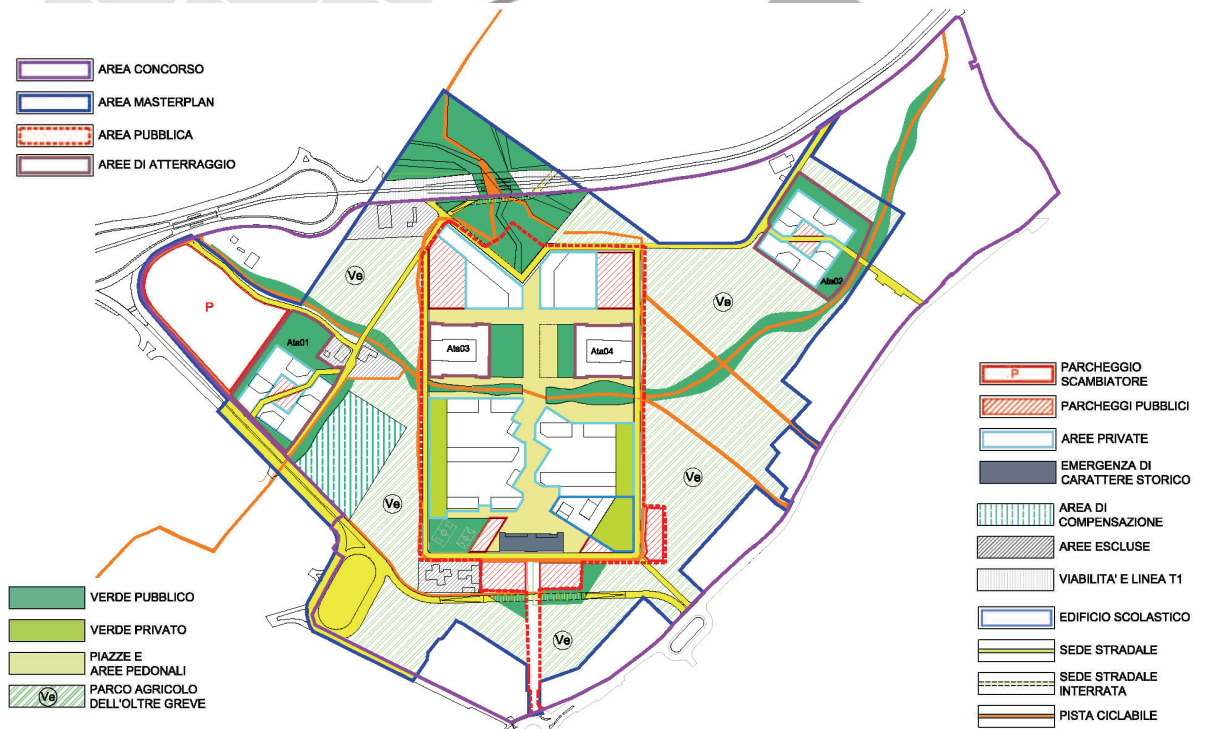 AREA CONCORSO
AREA MASTERPLAN
AREA PUBBLICA
AREE DI ATTERRAGGIO
Ve
P
Ve
Ata02
Ata01
Ata03
Ata04
Ve
Ve
Ve
P
PARCHEGGIO
SCAMBIATORE
PARCHEGGI PUBBLICI
AREE PRIVATE
EMERGENZA DI
CARATTERE STORICO
AREA DI
COMPENSAZIONE
AREE ESCLUSE
VIABILITA' E LINEA T1
EDIFICIO SCOLASTICO
SEDE STRADALE
SEDE STRADALE
INTERRATA
PISTA CICLABILE
VERDE PUBBLICO
VERDE PRIVATO
PIAZZE E
AREE PEDONALI
Ve
PARCO AGRICOLO
DELL'OLTRE GREVE